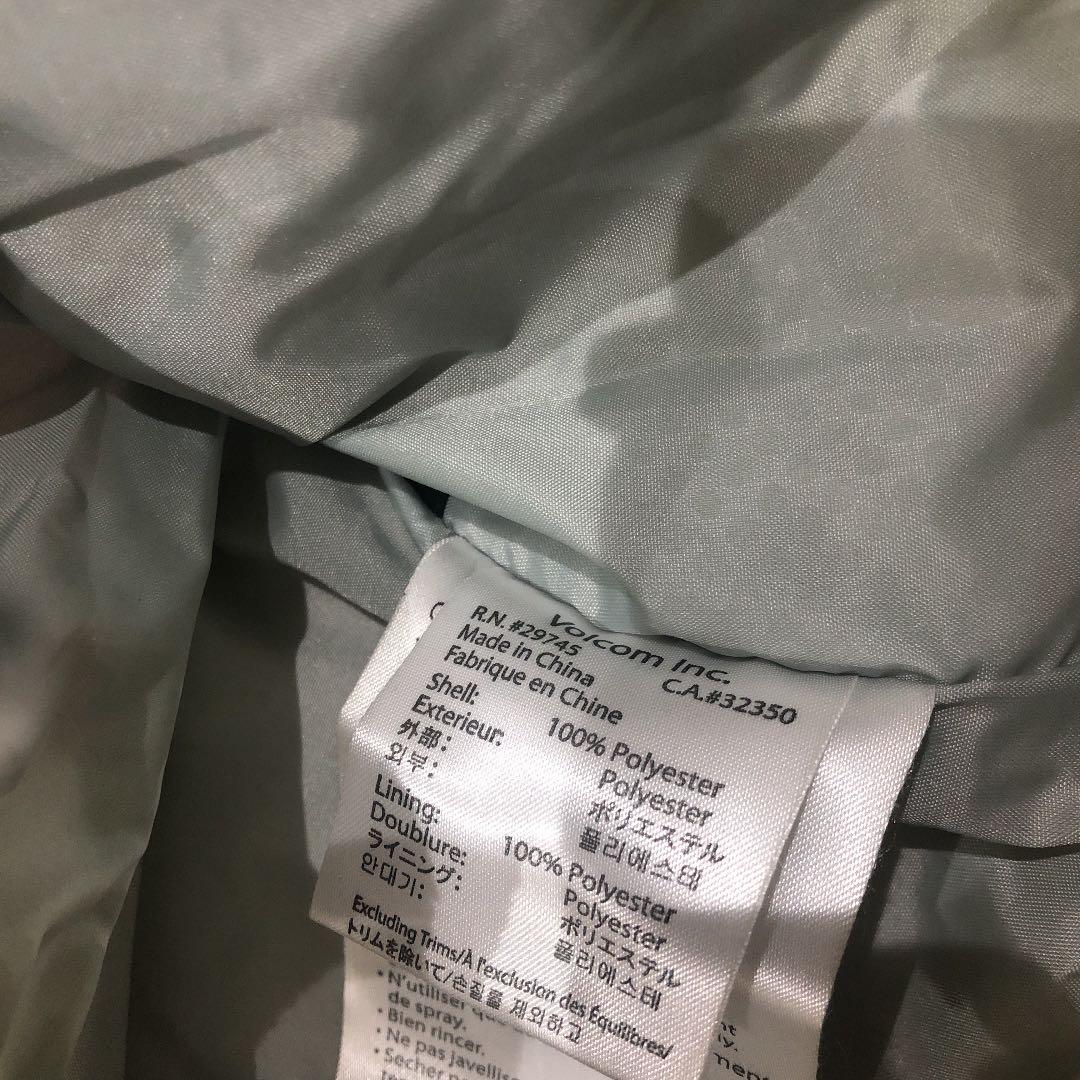 Volcom Inc.
R.N. #29745 C.A.#32350
Made in China
Fabrique en Chine
Shell: 100% Polyester
Exterieur: Polyester
外部: ポリエステル
외부: 폴리에스테
Lining: 100% Polyester
Doublure: Polyester
ライニング: ポリエステル
안대기: 폴리에스테
Excluding Trims/À l'exclusion des Équilibres/
トリムを除いて/손질를 제외하고
• N'utiliser
de spray.
• Bien rincer.
• Ne pas javellis
• Secher